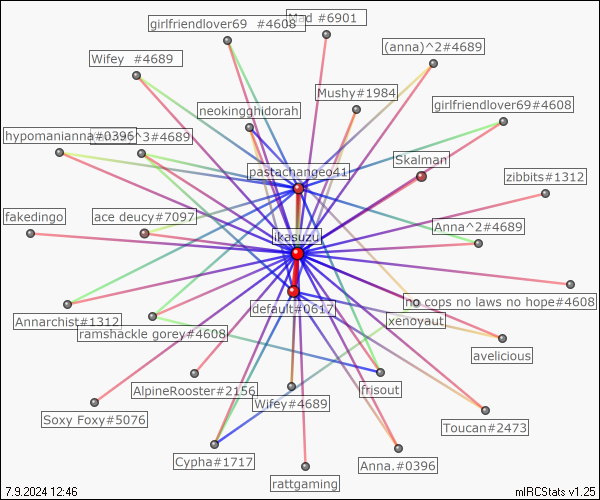 girlfriendlover69  #4608
Mad #6901
(anna)^2#4689
Wifey  #4689
Mushy#1984
girlfriendlover69#4608
neokingghidorah
hypomanianna#0396
^3#4689
Skalman
pastachangeo41
zibbits#1312
fakedingo
ace deucy#7097
Anna^2#4689
ikasuzu
no cops no laws no hope#4608
default#0617
Annarchist#1312
xenoyaut
ramshackle gorey#4608
avelicious
AlpineRooster#2156
frisout
Wifey#4689
Soxy Foxy#5076
Toucan#2473
Cypha#1717
Anna.#0396
rattgaming
7.9.2024 12:46
mIRCStats v1.25